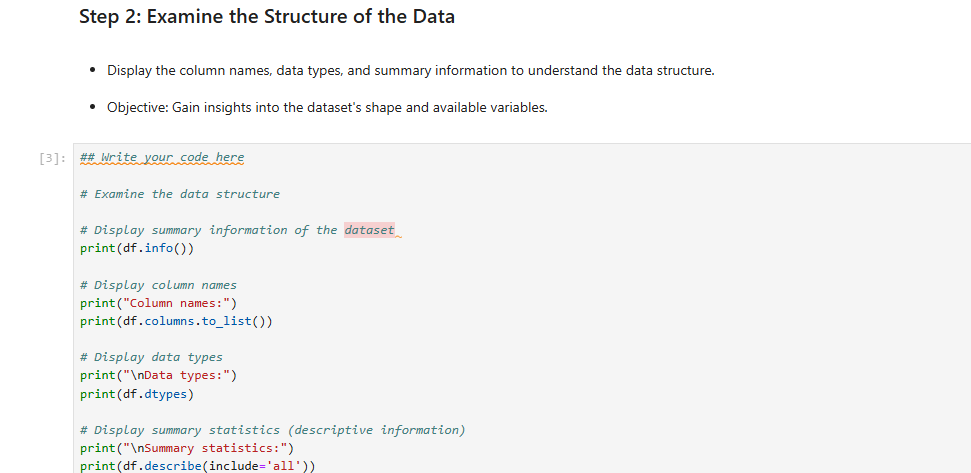 Step 2: Examine the Structure of the Data
• Display the column names, data types, and summary information to understand the data structure.
• Objective: Gain insights into the dataset's shape and available variables.
[3]: ## Write your code here
# Examine the data structure
# Display summary information of the dataset
print(df.info())
# Display column names
print("Column names:")
print(df.columns.to_list())
# Display data types
print("\nData types:")
print(df.dtypes)
# Display summary statistics (descriptive information)
print("\nSummary statistics:")
print(df.describe(include='all'))